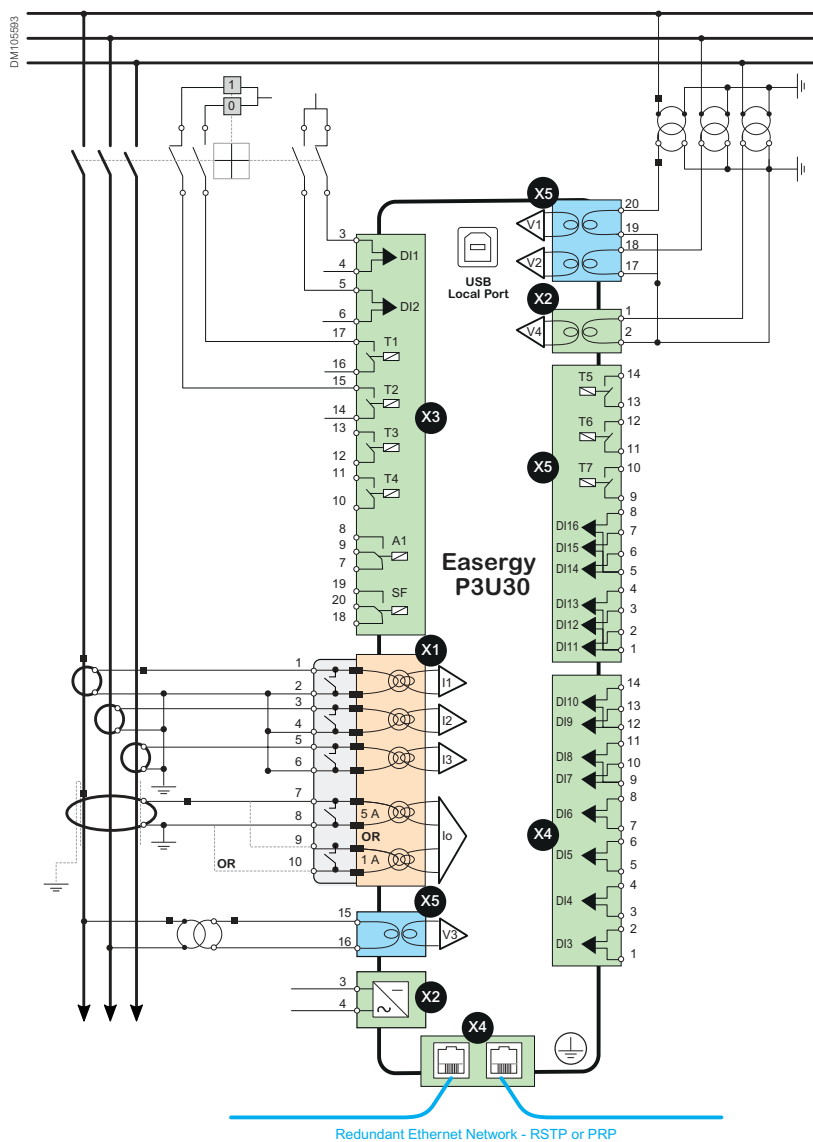 DM105593
1
0
X5
20
V1
19
18
V2
17
USB
Local Port
X2
1
V4
2
3
DI1
4
5
DI2
6
17
T1
16
15
T2
14
13
T3
12
11
T4
10
X3
8
9
A1
7
19
20
SF
18
Easergy
P3U30
T5
14
13
T6
12
11
X5
T7
10
9
8
DI16
7
DI15
6
DI14
5
4
DI13
3
DI12
2
DI11
1
X1
1
2
I1
3
4
I2
5
6
I3
7
5 A
8
OR
Io
9
1 A
10
OR
14
DI10
13
DI9
12
11
DI8
10
DI7
9
8
DI6
7
X4
6
DI5
5
4
DI4
3
2
DI3
1
X5
15
16
V3
X2
3
4
X4
Redundant Ethernet Network - RSTP or PRP